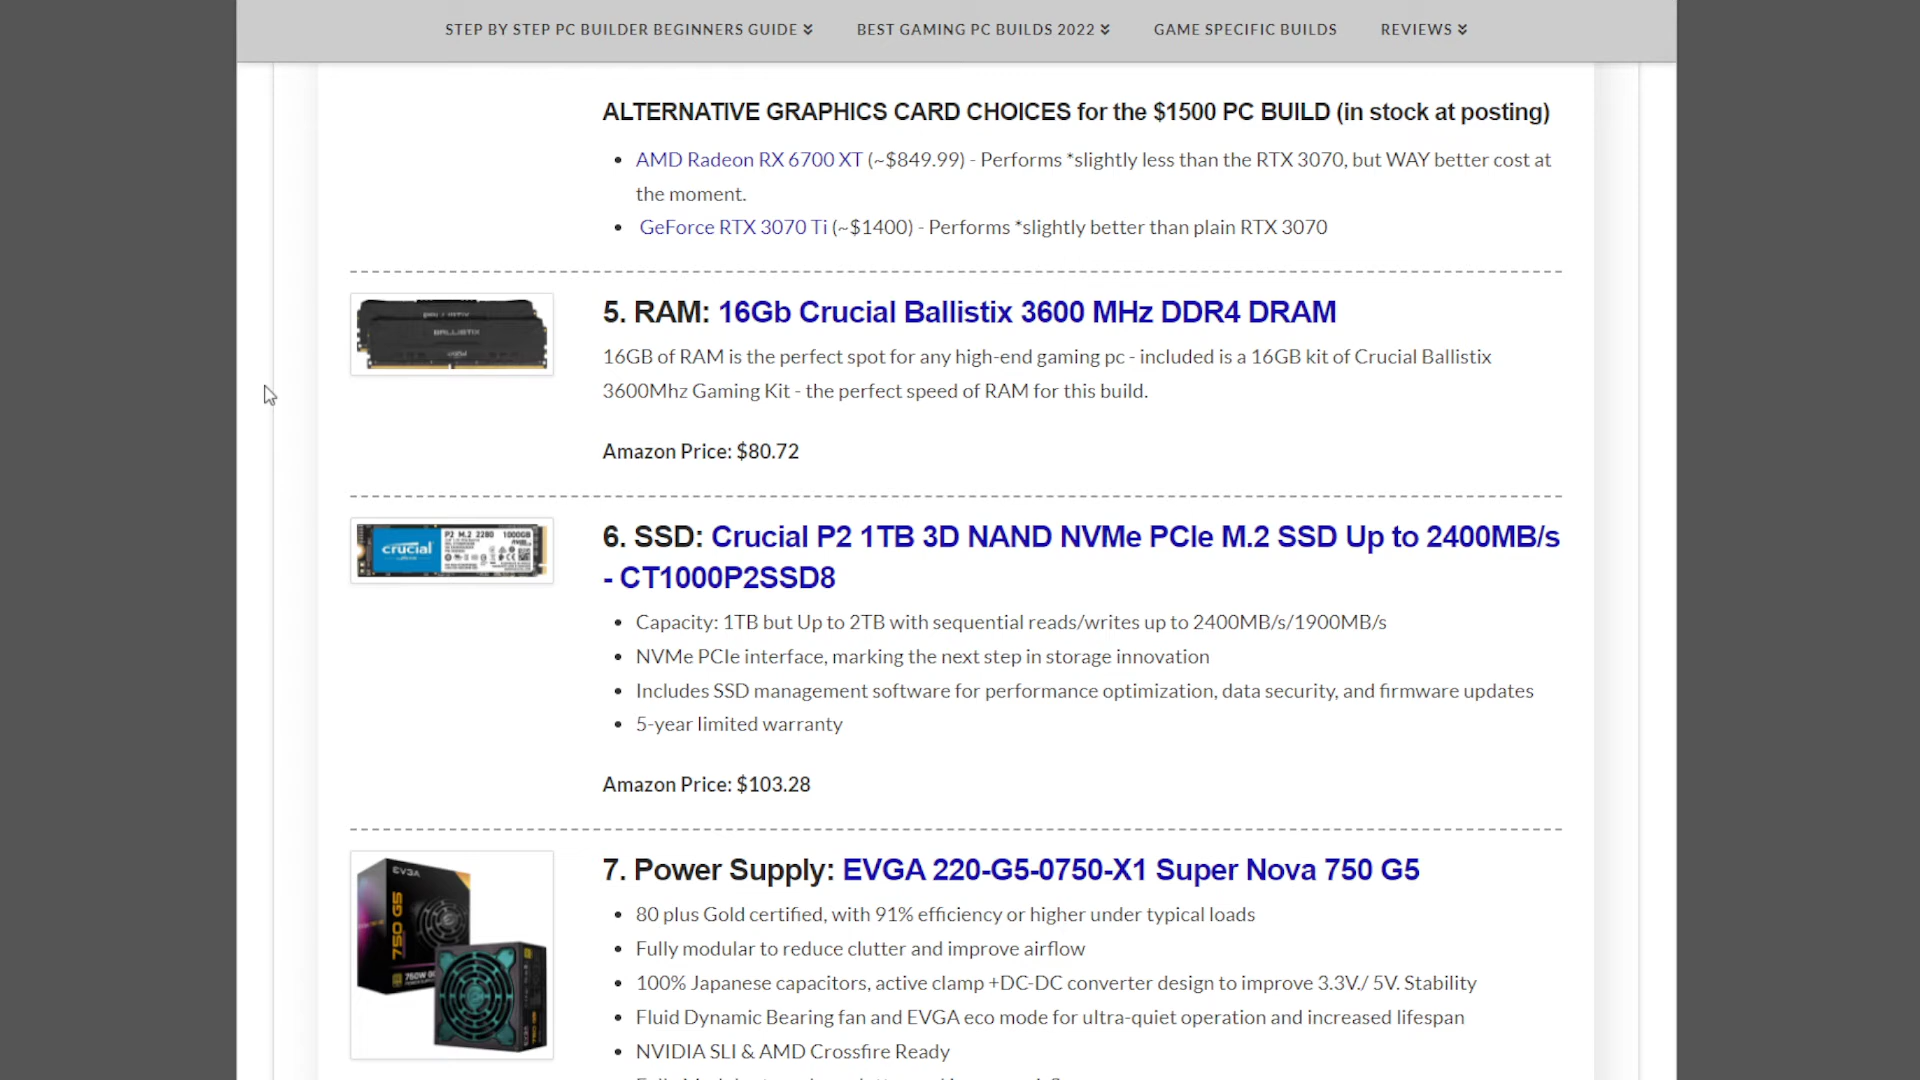 STEP BY STEP PC BUILDER BEGINNERS GUIDE BEST GAMING PC BUILDS 2022 GAME SPECIFIC BUILDS REVIEWS
ALTERNATIVE GRAPHICS CARD CHOICES for the $1500 PC BUILD (in stock at posting)
• AMD Radeon RX 6700 XT (~$849.99) - Performs *slightly less than the RTX 3070, but WAY better cost at
the moment.
• GeForce RTX 3070 Ti (~$1400) - Performs *slightly better than plain RTX 3070
BALLISTIX
5. RAM: 16Gb Crucial Ballistix 3600 MHz DDR4 DRAM
16GB of RAM is the perfect spot for any high-end gaming pc - included is a 16GB kit of Crucial Ballistix
3600Mhz Gaming Kit - the perfect speed of RAM for this build.
Amazon Price: $80.72
crucial
P2 M.2 2280 1000GB
6. SSD: Crucial P2 1TB 3D NAND NVMe PCIe M.2 SSD Up to 2400MB/s
- CT1000P2SSD8
• Capacity: 1TB but Up to 2TB with sequential reads/writes up to 2400MB/s/1900MB/s
• NVMe PCIe interface, marking the next step in storage innovation
• Includes SSD management software for performance optimization, data security, and firmware updates
• 5-year limited warranty
Amazon Price: $103.28
EVGA
750 G5
750W
7. Power Supply: EVGA 220-G5-0750-X1 Super Nova 750 G5
• 80 plus Gold certified, with 91% efficiency or higher under typical loads
• Fully modular to reduce clutter and improve airflow
• 100% Japanese capacitors, active clamp +DC-DC converter design to improve 3.3V./ 5V. Stability
• Fluid Dynamic Bearing fan and EVGA eco mode for ultra-quiet operation and increased lifespan
• NVIDIA SLI & AMD Crossfire Ready